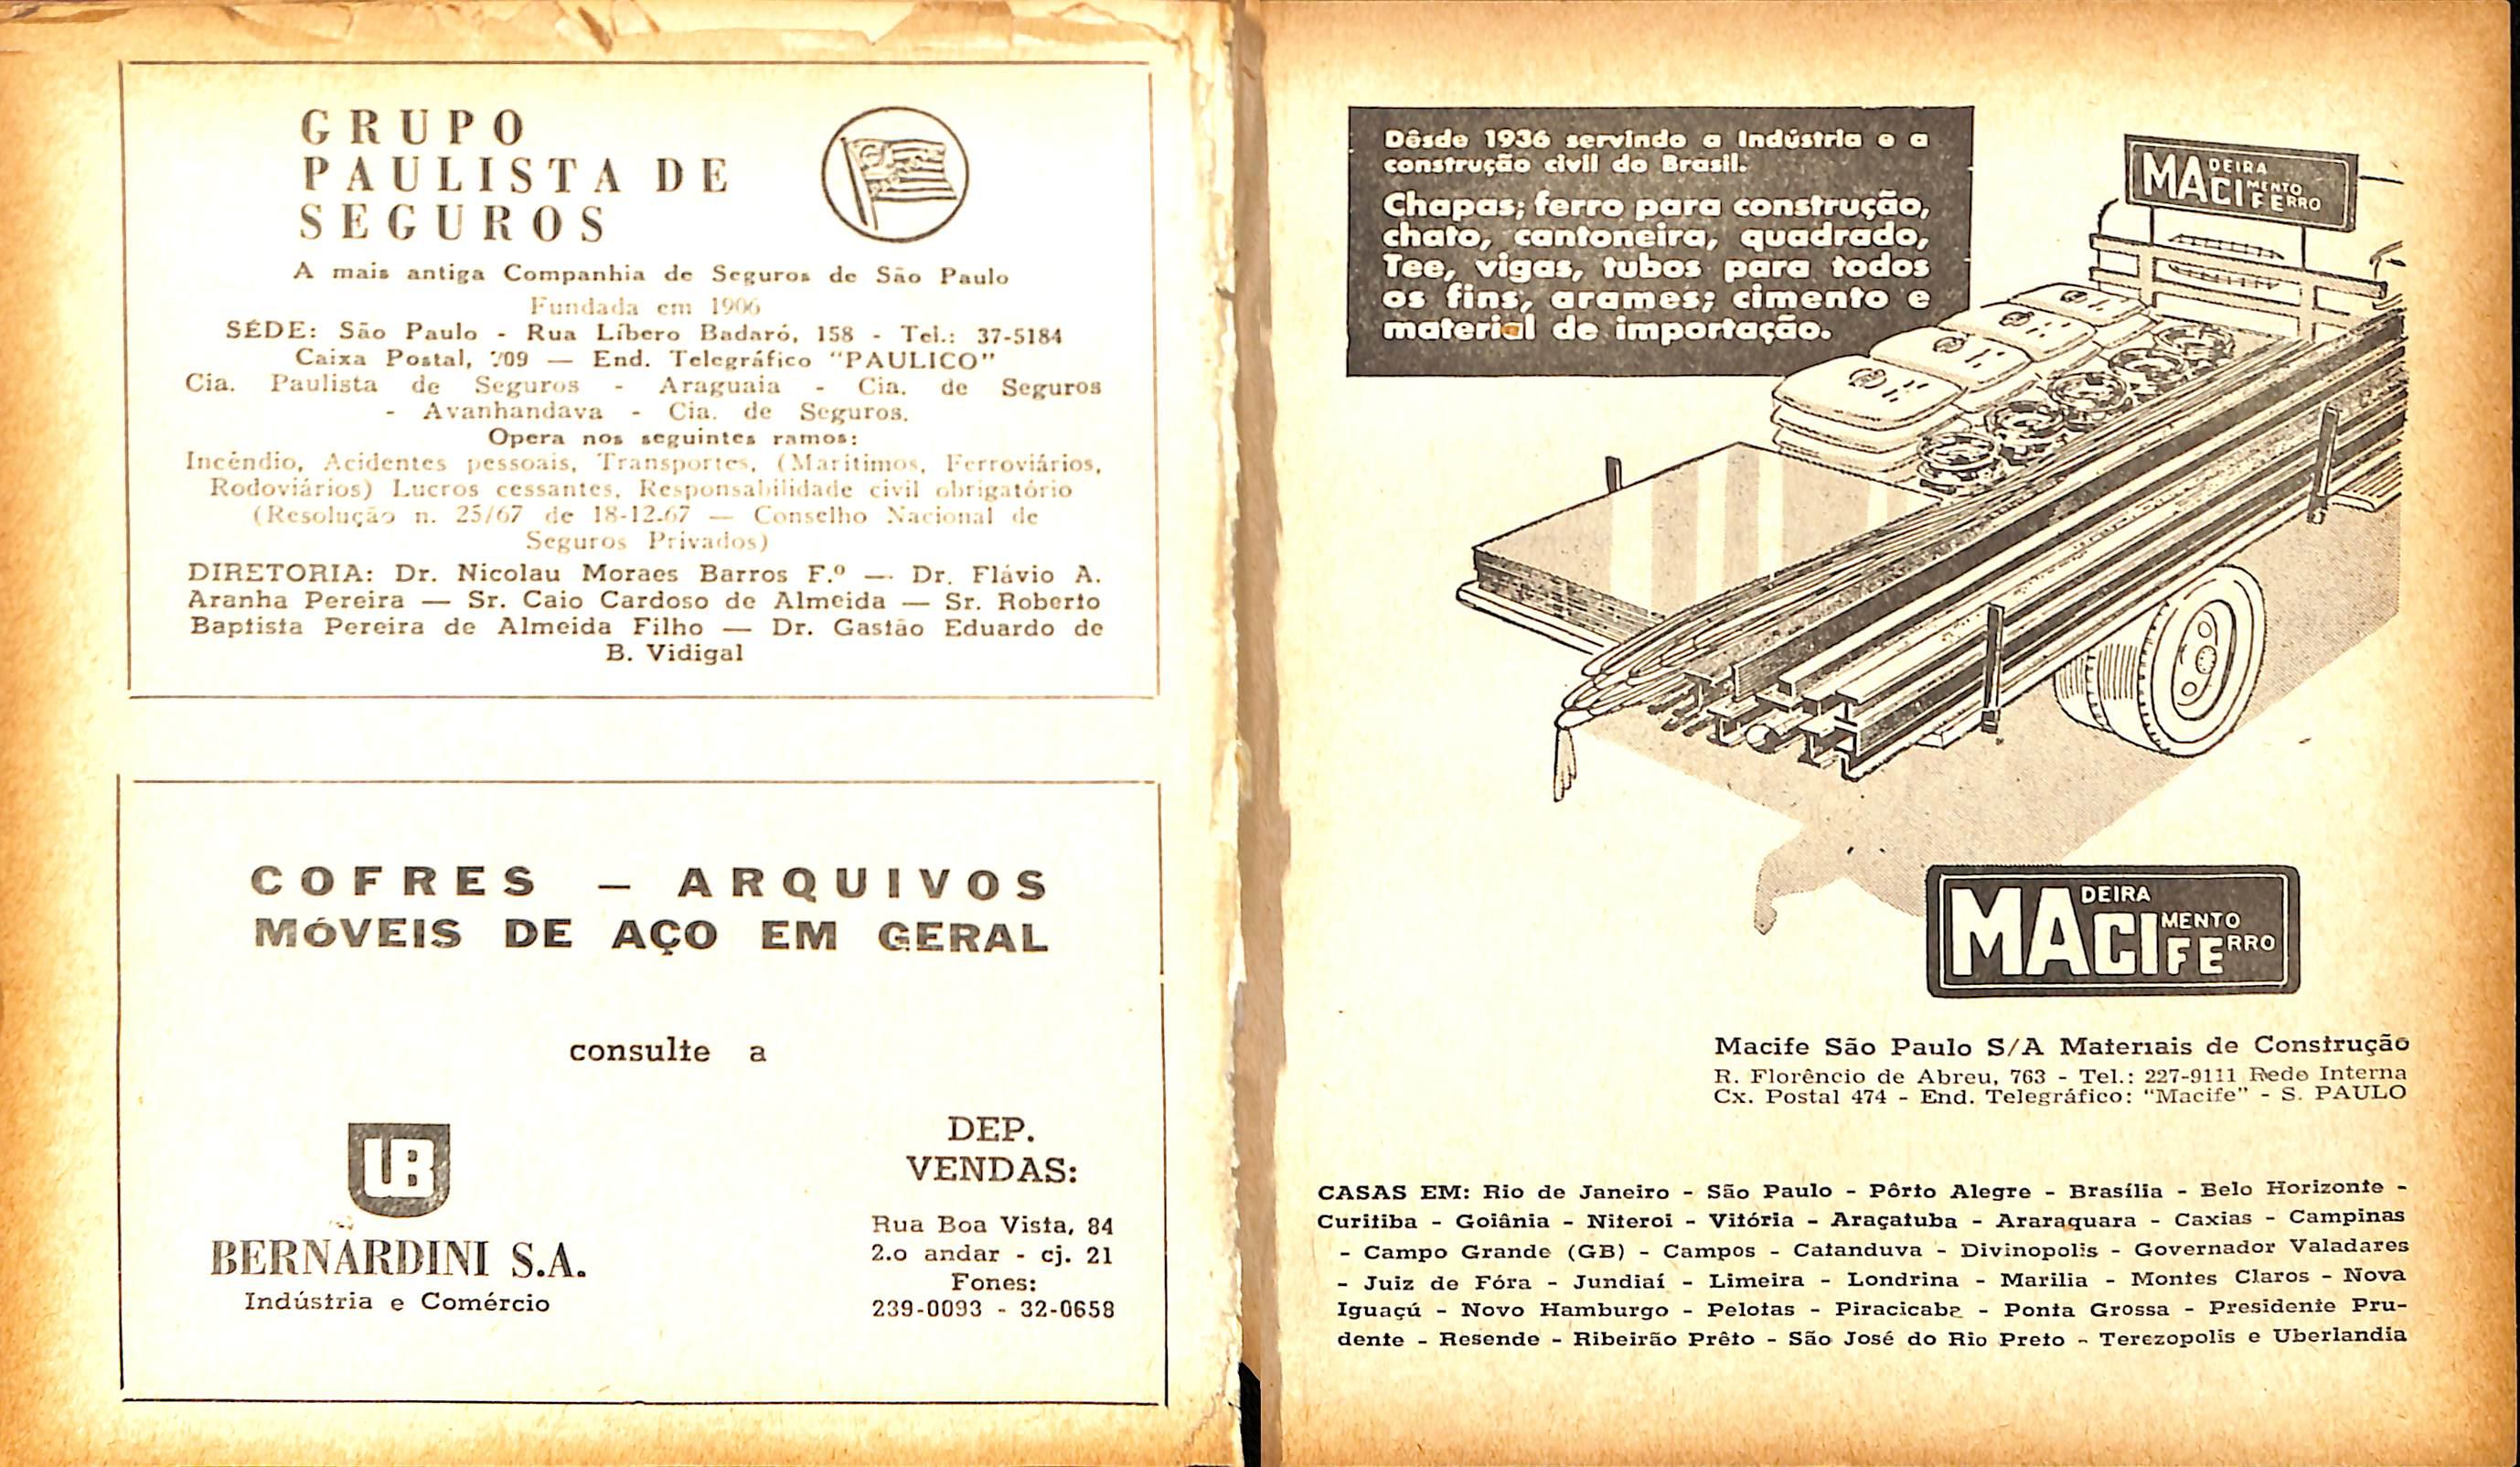 GRUPO
PAULISTA DE
SEGUROS
A mais antiga Companhia de Seguros de São Paulo
Fundada em 1906
SÉDE: São Paulo - Rua Líbero Badaró, 158 - Tel.: 37-5184
Caixa Postal, 709 — End. Telegráfico "PAULICO"
Cia. Paulista de Seguros - Araguaia - Cia. de Seguros
- Avanhandava - Cia. de Seguros.
Opera nos seguintes ramos:
Incêndio, Acidentes pessoais, Transportes, (Marítimos, Ferroviários,
Rodoviários) Lucros cessantes, Responsabilidade civil obrigatório
(Resolução n. 25/67 de 18-12.67 — Conselho Nacional de
Seguros Privados)
DIRETORIA: Dr. Nicolau Moraes Barros F.º — Dr. Flávio A.
Aranha Pereira — Sr. Caio Cardoso de Almeida — Sr. Roberto
Baptista Pereira de Almeida Filho — Dr. Gastão Eduardo de
B. Vidigal
COFRES — ARQUIVOS
MÓVEIS DE AÇO EM GERAL
consulte a
UB
BERNARDINI S.A.
Indústria e Comércio
DEP.
VENDAS:
Rua Boa Vista, 84
2.o andar - cj. 21
Fones:
239-0093 - 32-0658
Dêsde 1936 servindo a Indústria e a
construção civil do Brasil.
Chapas; ferro para construção,
chato, cantoneira, quadrado,
Tee, vigas, tubos para todos
os fins, arames; cimento e
material de importação.
MADEIRA
CIMENTO
FERRO
MADEIRA
CIMENTO
FERRO
Macife São Paulo S/A Materiais de Construção
R. Florêncio de Abreu, 763 - Tel.: 227-9111 Rede Interna
Cx. Postal 474 - End. Telegráfico: "Macife" - S. PAULO
CASAS EM: Rio de Janeiro - São Paulo - Pôrto Alegre - Brasília - Belo Horizonte -
Curitiba - Goiânia - Niteroi - Vitória - Araçatuba - Araraquara - Caxias - Campinas
- Campo Grande (GB) - Campos - Catanduva - Divinopolis - Governador Valadares
- Juiz de Fóra - Jundiaí - Limeira - Londrina - Marilia - Montes Claros - Nova
Iguaçú - Novo Hamburgo - Pelotas - Piracicaba - Ponta Grossa - Presidente Pru-
dente - Resende - Ribeirão Prêto - São José do Rio Preto - Terezopolis e Uberlandia